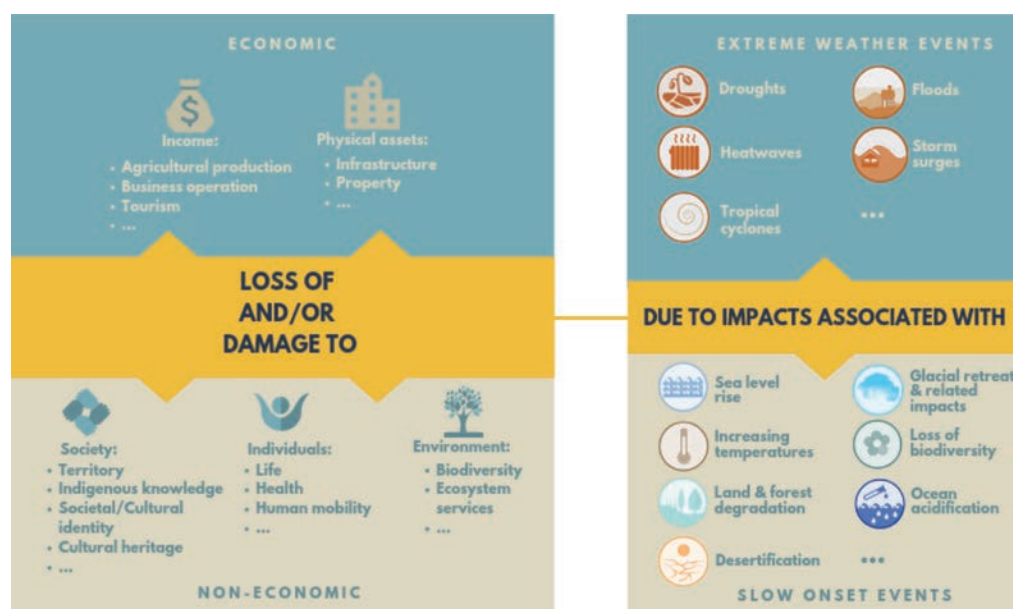 ECONOMIC
$
Income:
• Agricultural production
• Business operation
• Tourism
• ...
Physical assets:
• Infrastructure
• Property
• ...
LOSS OF
AND/OR
DAMAGE TO
Society:
• Territory
• Indigenous knowledge
• Societal/Cultural
identity
• Cultural heritage
• ...
Individuals:
• Life
• Health
• Human mobility
• ...
Environment:
• Biodiversity
• Ecosystem
services
• ...
NON-ECONOMIC
EXTREME WEATHER EVENTS
Droughts
Floods
Heatwaves
Storm
surges
Tropical
cyclones
...
DUE TO IMPACTS ASSOCIATED WITH
Sea level
rise
Glacial retreat
& related
impacts
Increasing
temperatures
Loss of
biodiversity
Land & forest
degradation
Ocean
acidification
Desertification
...
SLOW ONSET EVENTS